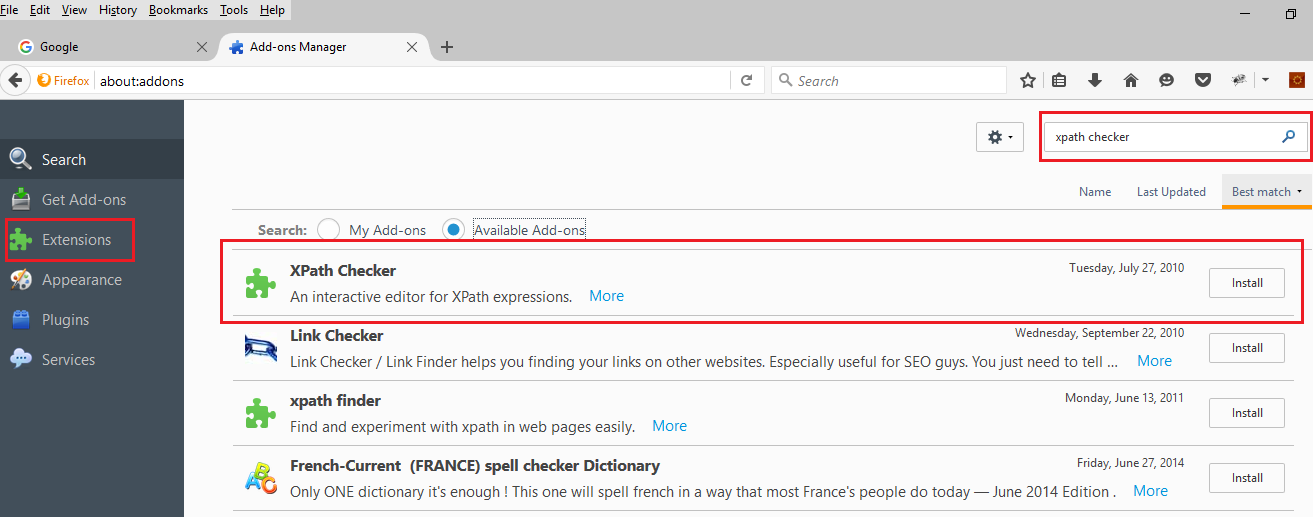 File Edit View History Bookmarks Tools Help
Google
Add-ons Manager
Firefox about:addons
Search
xpath checker
Search
Get Add-ons
Extensions
Appearance
Plugins
Services
Name Last Updated Best match
Search: My Add-ons Available Add-ons
XPath Checker
Tuesday, July 27, 2010
Install
An interactive editor for XPath expressions. More
Link Checker
Wednesday, September 22, 2010
Install
Link Checker / Link Finder helps you finding your links on other websites. Especially useful for SEO guys. You just need to tell ... More
xpath finder
Monday, June 13, 2011
Install
Find and experiment with xpath in web pages easily. More
French-Current (FRANCE) spell checker Dictionary
Friday, June 27, 2014
Install
Only ONE dictionary it's enough ! This one will spell french in a way that most France's people do today — June 2014 Edition . More
ABC